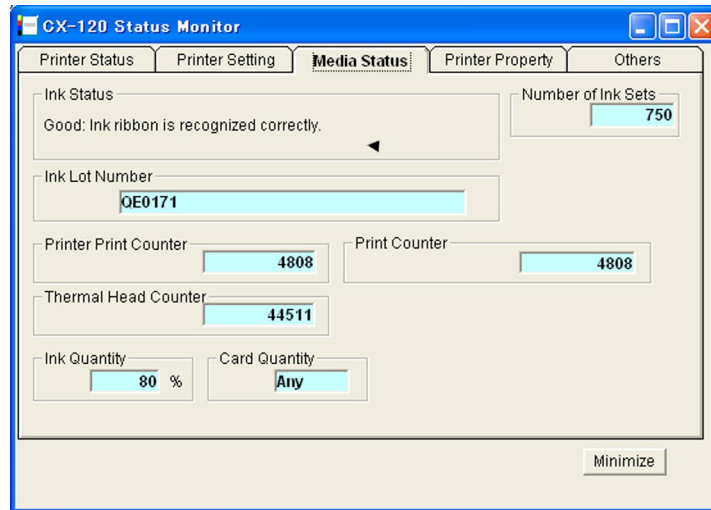 CX-120 Status Monitor
Printer Status Printer Setting Media Status Printer Property Others
Ink Status
Good: Ink ribbon is recognized correctly.
Number of Ink Sets
750
Ink Lot Number
QE0171
Printer Print Counter
4808
Print Counter
4808
Thermal Head Counter
44511
Ink Quantity
80 %
Card Quantity
Any
Minimize